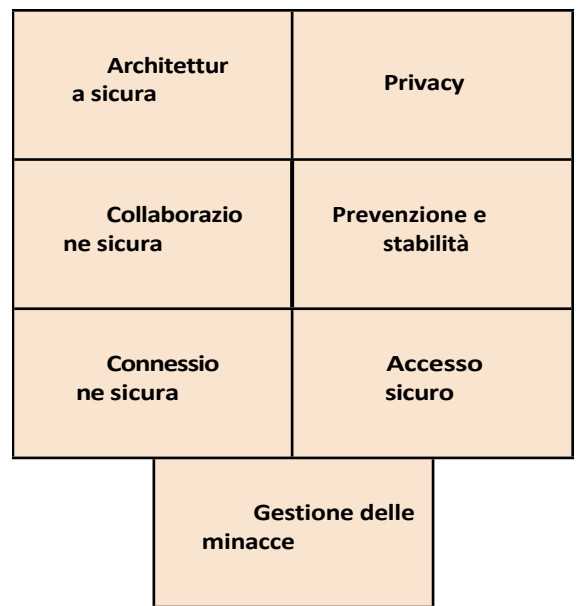 Architettur
a sicura
Privacy
Collaborazio
ne sicura
Prevenzione e
stabilità
Connessio
ne sicura
Accesso
sicuro
Gestione delle
minacce